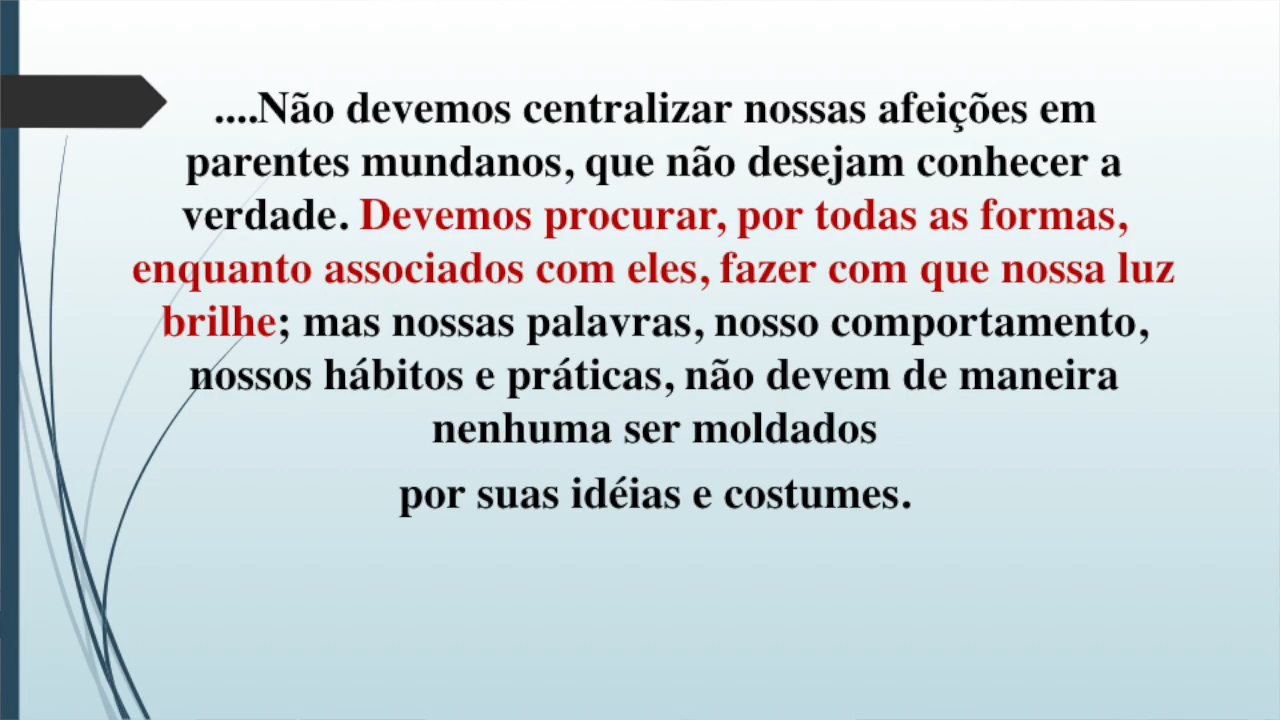 ....Não devemos centralizar nossas afeições em
parentes mundanos, que não desejam conhecer a
verdade. Devemos procurar, por todas as formas,
enquanto associados com eles, fazer com que nossa luz
brilhe; mas nossas palavras, nosso comportamento,
nossos hábitos e práticas, não devem de maneira
nenhuma ser moldados
por suas idéias e costumes.